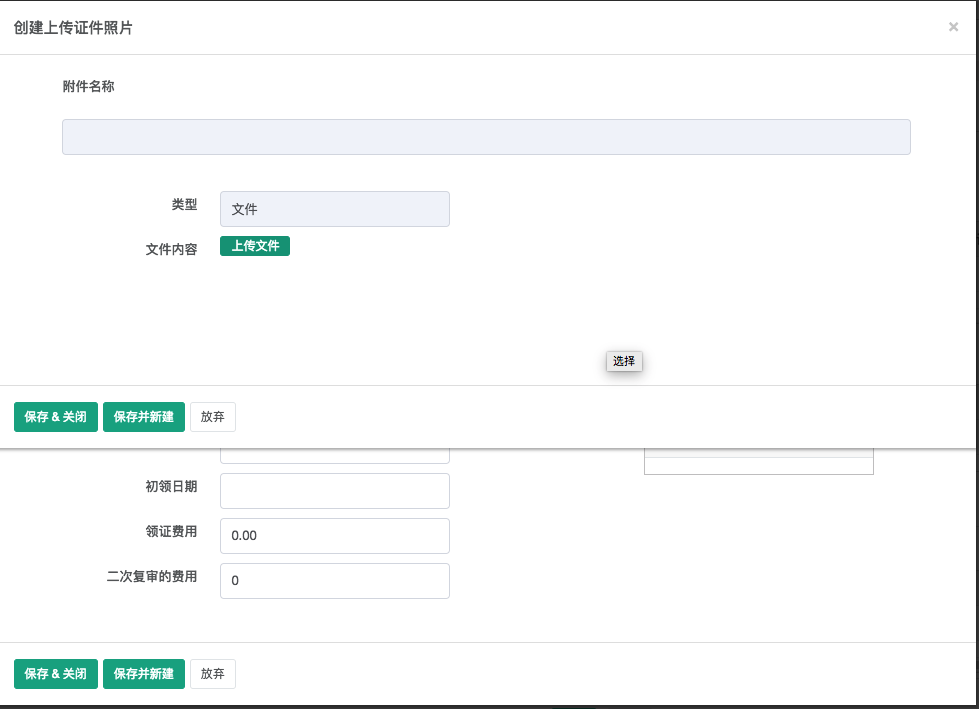 创建上传证件照片 ×
附件名称
类型 文件
文件内容 上传文件
选择
保存 & 关闭 保存并新建 放弃
初领日期
领证费用 0.00
二次复审的费用 0
保存 & 关闭 保存并新建 放弃